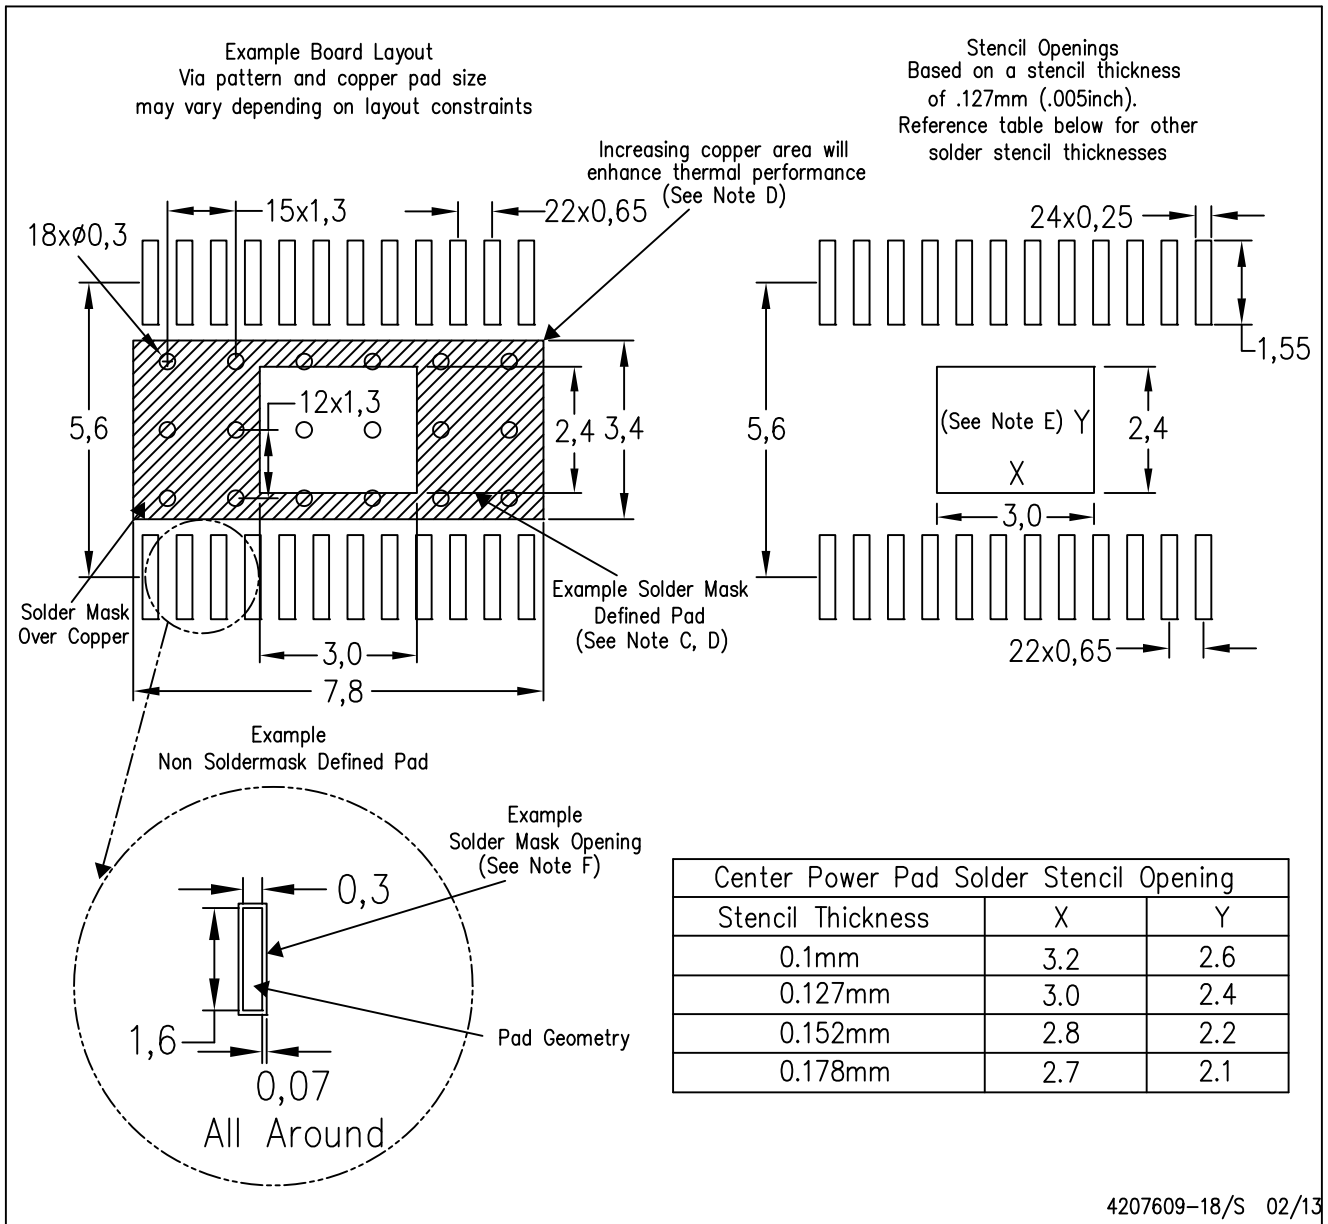 Example Board Layout
Via pattern and copper pad size
may vary depending on layout constraints
Stencil Openings
Based on a stencil thickness
of .127mm (.005inch).
Reference table below for other
solder stencil thicknesses
Increasing copper area will
enhance thermal performance
(See Note D)
15x1,3
22x0,65
18xø0,3
24x0,25
1,55
12x1,3
5,6
2,4
3,4
5,6
(See Note E)
Y
X
2,4
3,0
Solder Mask
Over Copper
Example Solder Mask
Defined Pad
(See Note C, D)
3,0
7,8
22x0,65
Example
Non Soldermask Defined Pad
Example
Solder Mask Opening
(See Note F)
0,3
1,6
Pad Geometry
0,07
All Around
Center Power Pad Solder Stencil Opening
Stencil Thickness X Y
0.1mm 3.2 2.6
0.127mm 3.0 2.4
0.152mm 2.8 2.2
0.178mm 2.7 2.1
4207609-18/S 02/13